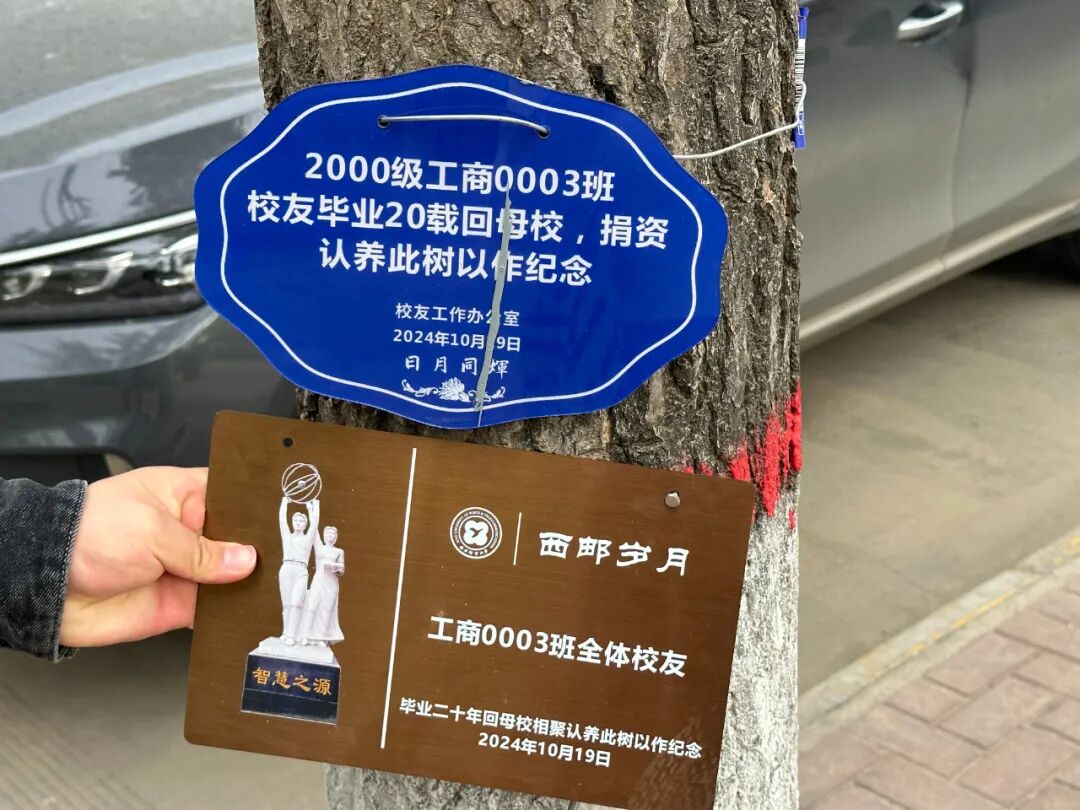 2000级工商0003班
校友毕业20载回母校，捐资
认养此树以作纪念
校友工作办公室
2024年10月19日
日月同輝
西邮岁月
工商0003班全体校友
智慧之源
毕业二十年回母校相聚认养此树以作纪念
2024年10月19日